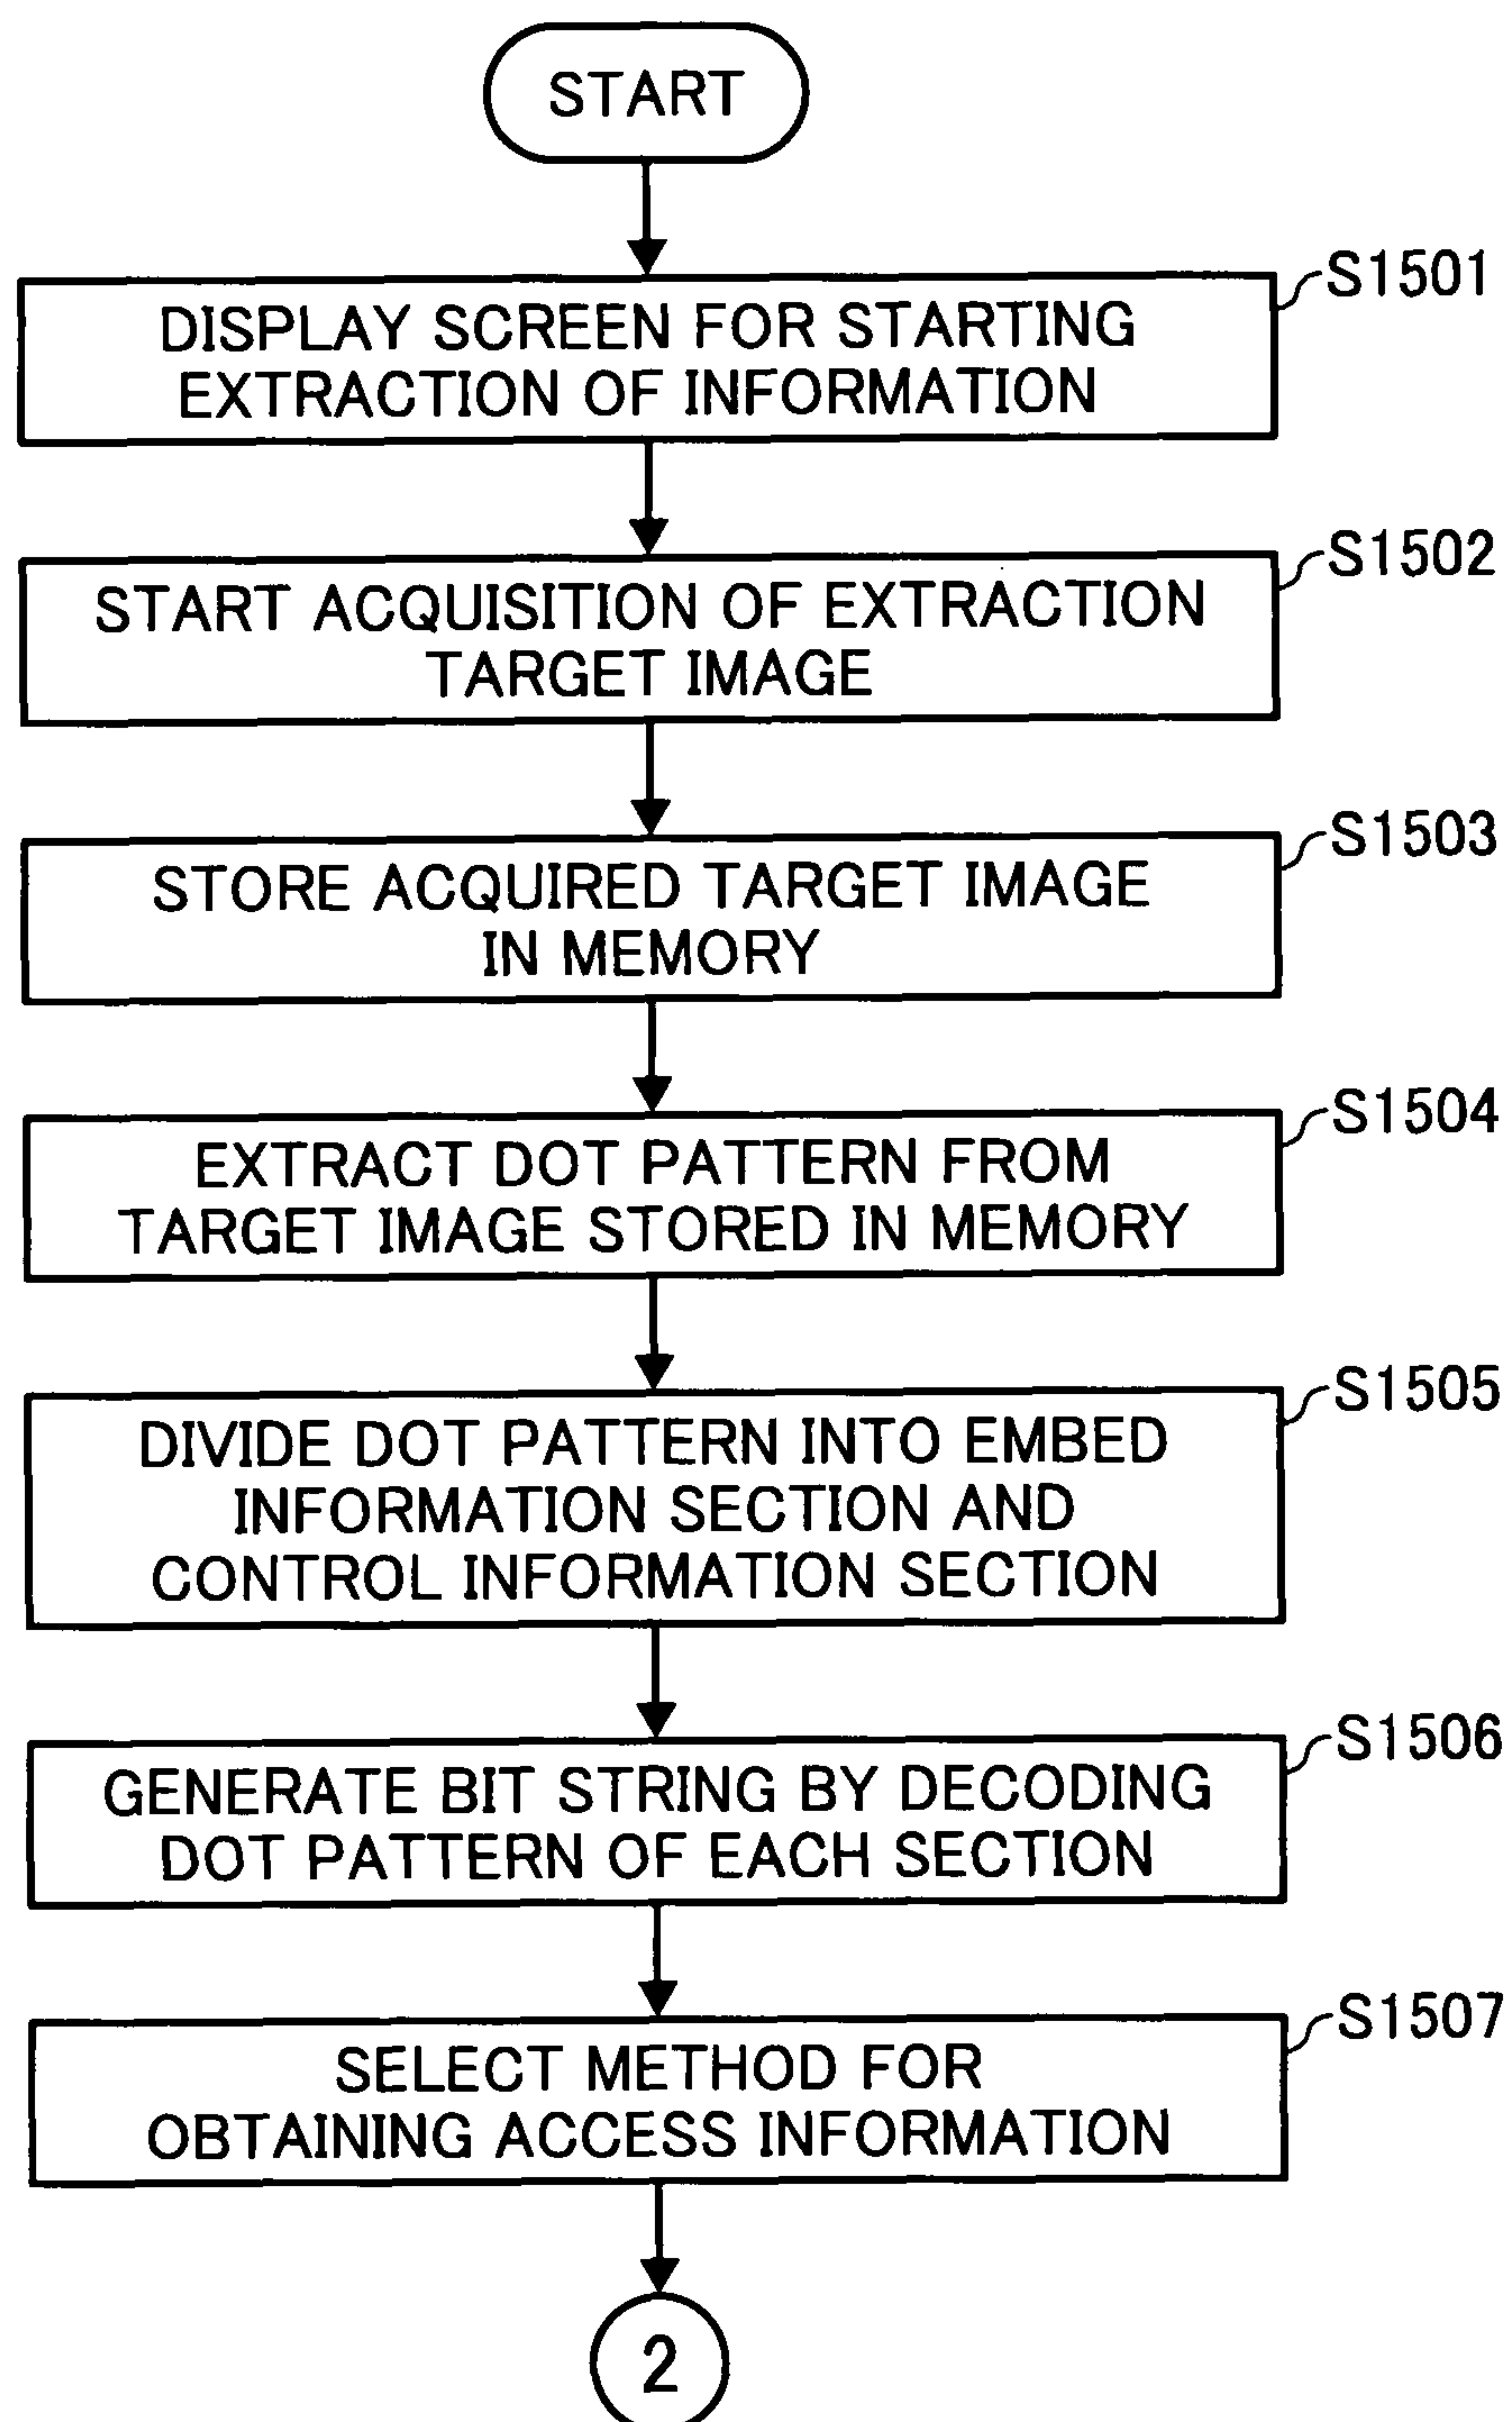 START
S1501
DISPLAY SCREEN FOR STARTING
EXTRACTION OF INFORMATION
S1502
START ACQUISITION OF EXTRACTION
TARGET IMAGE
S1503
STORE ACQUIRED TARGET IMAGE
IN MEMORY
S1504
EXTRACT DOT PATTERN FROM
TARGET IMAGE STORED IN MEMORY
S1505
DIVIDE DOT PATTERN INTO EMBED
INFORMATION SECTION AND
CONTROL INFORMATION SECTION
S1506
GENERATE BIT STRING BY DECODING
DOT PATTERN OF EACH SECTION
S1507
SELECT METHOD FOR
OBTAINING ACCESS INFORMATION
2